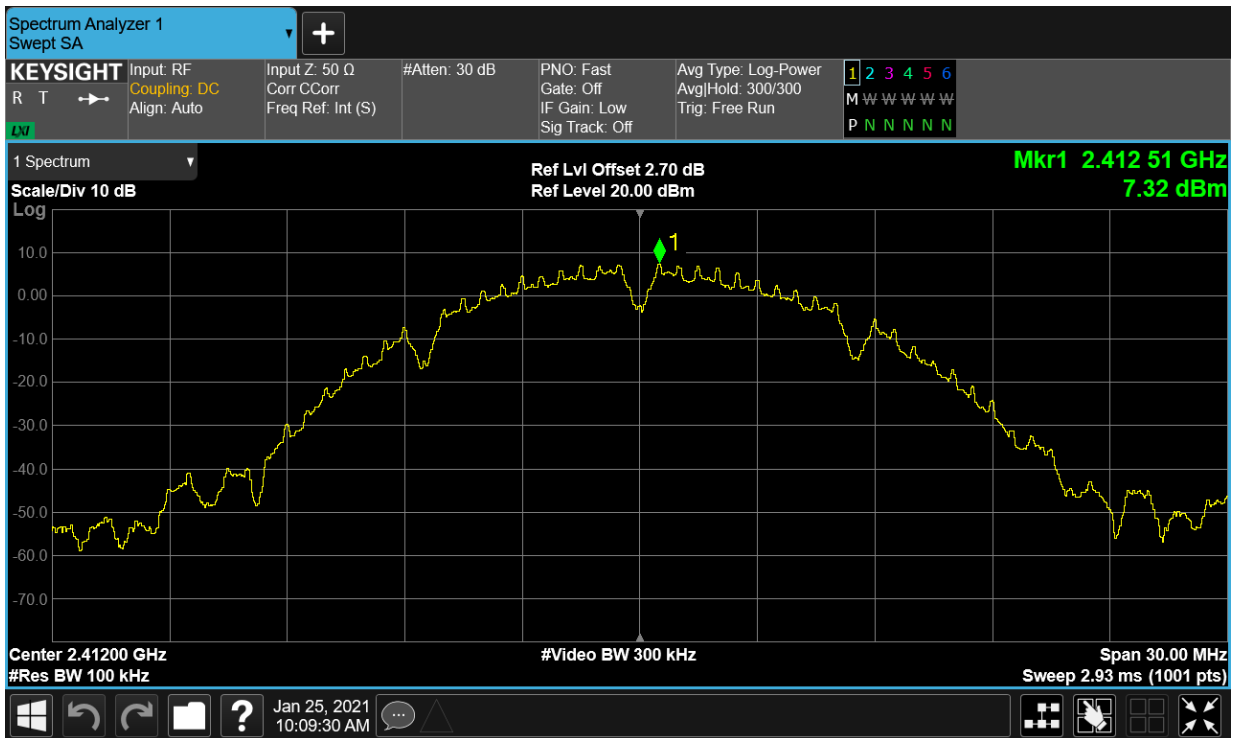 Spectrum Analyzer 1
Swept SA
+
KEYSIGHT
R T
LXI
Input: RF
Coupling: DC
Align: Auto
Input Z: 50 Ω
Corr CCorr
Freq Ref: Int (S)
#Atten: 30 dB
PNO: Fast
Gate: Off
IF Gain: Low
Sig Track: Off
Avg Type: Log-Power
Avg|Hold: 300/300
Trig: Free Run
1 2 3 4 5 6
M W W W W W
P N N N N N
1 Spectrum
Scale/Div 10 dB
Log
Ref Lvl Offset 2.70 dB
Ref Level 20.00 dBm
Mkr1 2.412 51 GHz
7.32 dBm
1
10.0
0.00
-10.0
-20.0
-30.0
-40.0
-50.0
-60.0
-70.0
Center 2.41200 GHz
#Res BW 100 kHz
#Video BW 300 kHz
Span 30.00 MHz
Sweep 2.93 ms (1001 pts)
?
Jan 25, 2021
10:09:30 AM